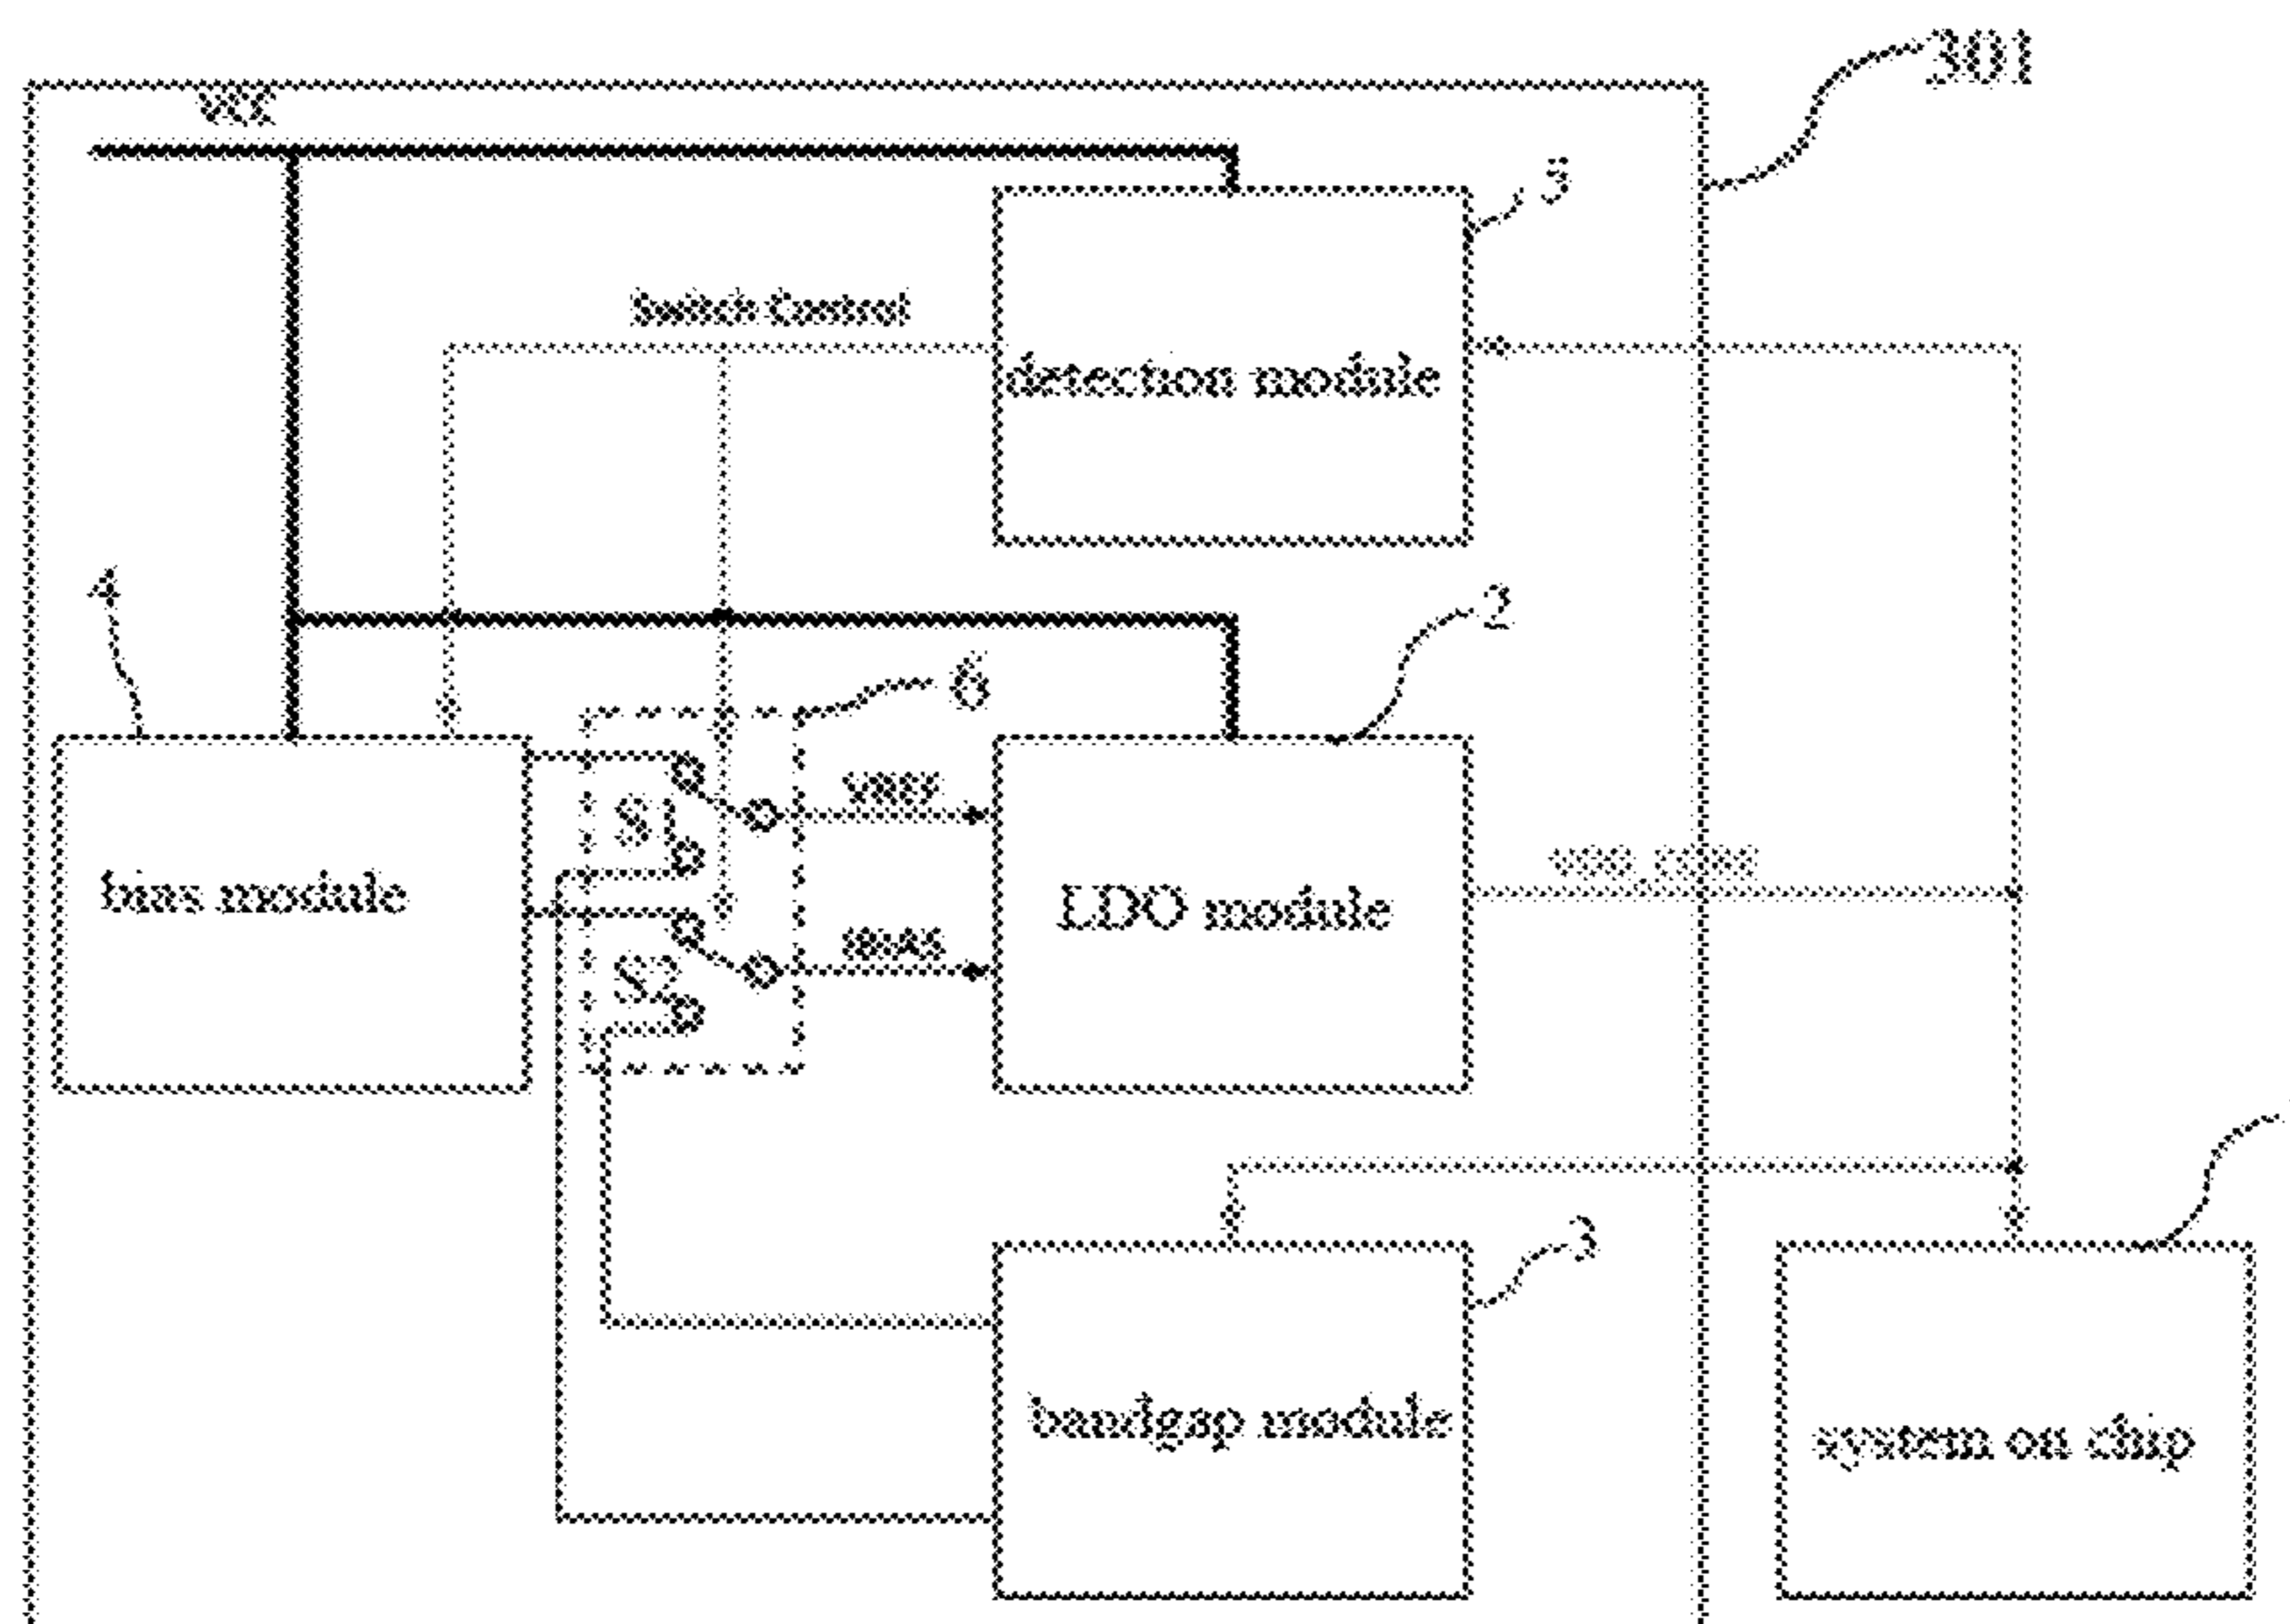 301
VCC
5
Switch Control
detection module
4
2
6
VREF
S1
bias module
LDO module
IBIAS
S2
3
bandgap module
system on chip